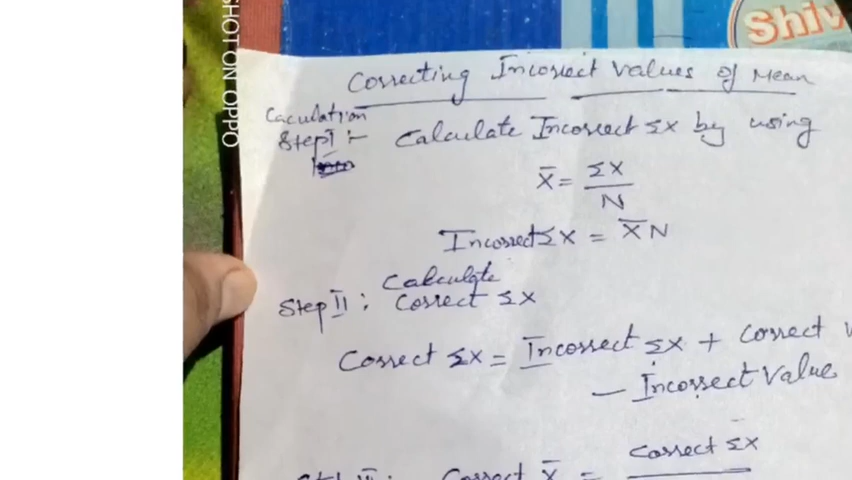 SHOT ON OPPO
Shiv
Correcting Incorrect values of Mean
Caculation
Step I :- Calculate Incorrect Σx by using
X̄ = ΣX / N
Incorrect Σx = X̄ N
Calculate
Step II : Correct Σx
Correct Σx = Incorrect Σx + Correct
– Incorrect Value
Correct Σx
Correct X̄ =